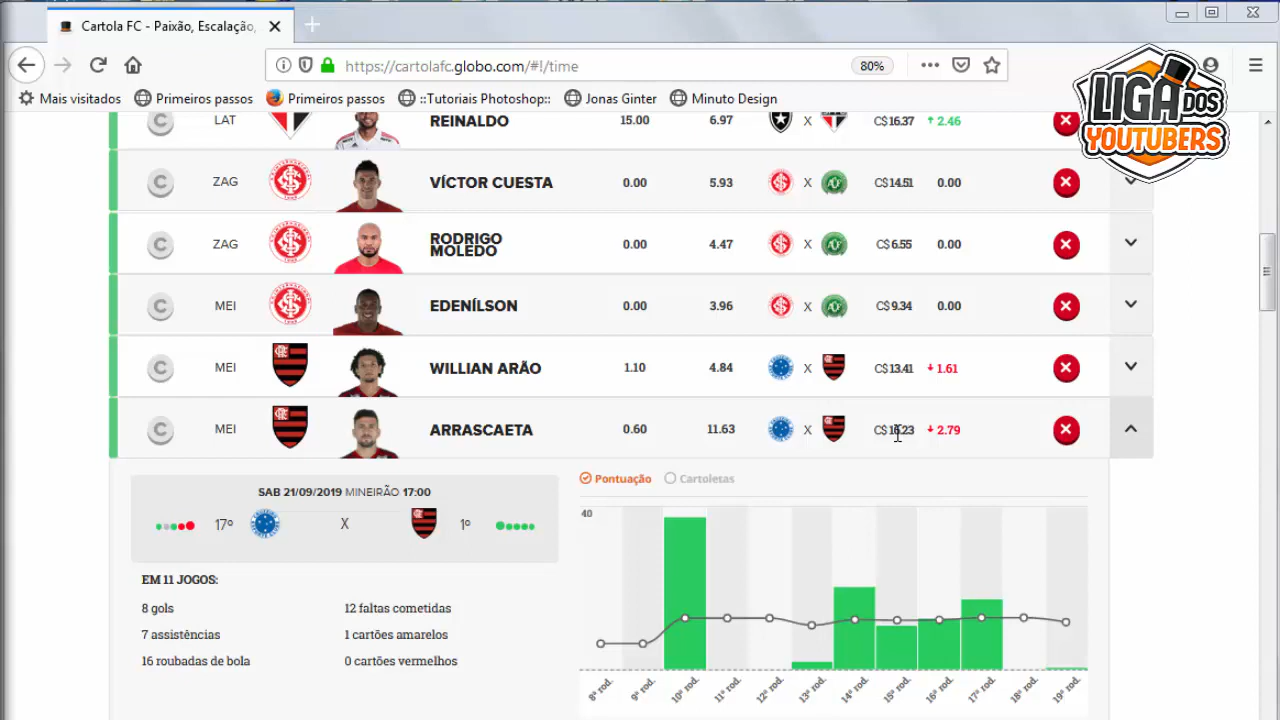 Cartola FC - Paixão, Escalação,
https://cartolafc.globo.com/#!/time
80%
Mais visitados
Primeiros passos
Primeiros passos
::Tutoriais Photoshop::
Jonas Ginter
Minuto Design
LIGA DOS
YOUTUBERS
C LAT REINALDO 15.00 6.97 X C$ 16.37 2.46
C ZAG VÍCTOR CUESTA 0.00 5.93 X C$ 14.51 0.00
C ZAG RODRIGO
MOLEDO 0.00 4.47 X C$ 6.55 0.00
C MEI EDENÍLSON 0.00 3.96 X C$ 9.34 0.00
C MEI WILLIAN ARÃO 1.10 4.84 X C$ 13.41 1.61
C MEI ARRASCAETA 0.60 11.63 X C$ 2.79
SAB 21/09/2019 MINEIRÃO 17:00
17º X 1º
EM 11 JOGOS:
8 gols
12 faltas cometidas
7 assistências
1 cartões amarelos
16 roubadas de bola
0 cartões vermelhos
Pontuação
Cartoletas
40
8ª rod.
9ª rod.
10ª rod.
11ª rod.
12ª rod.
13ª rod.
14ª rod.
15ª rod.
16ª rod.
17ª rod.
18ª rod.
19ª rod.